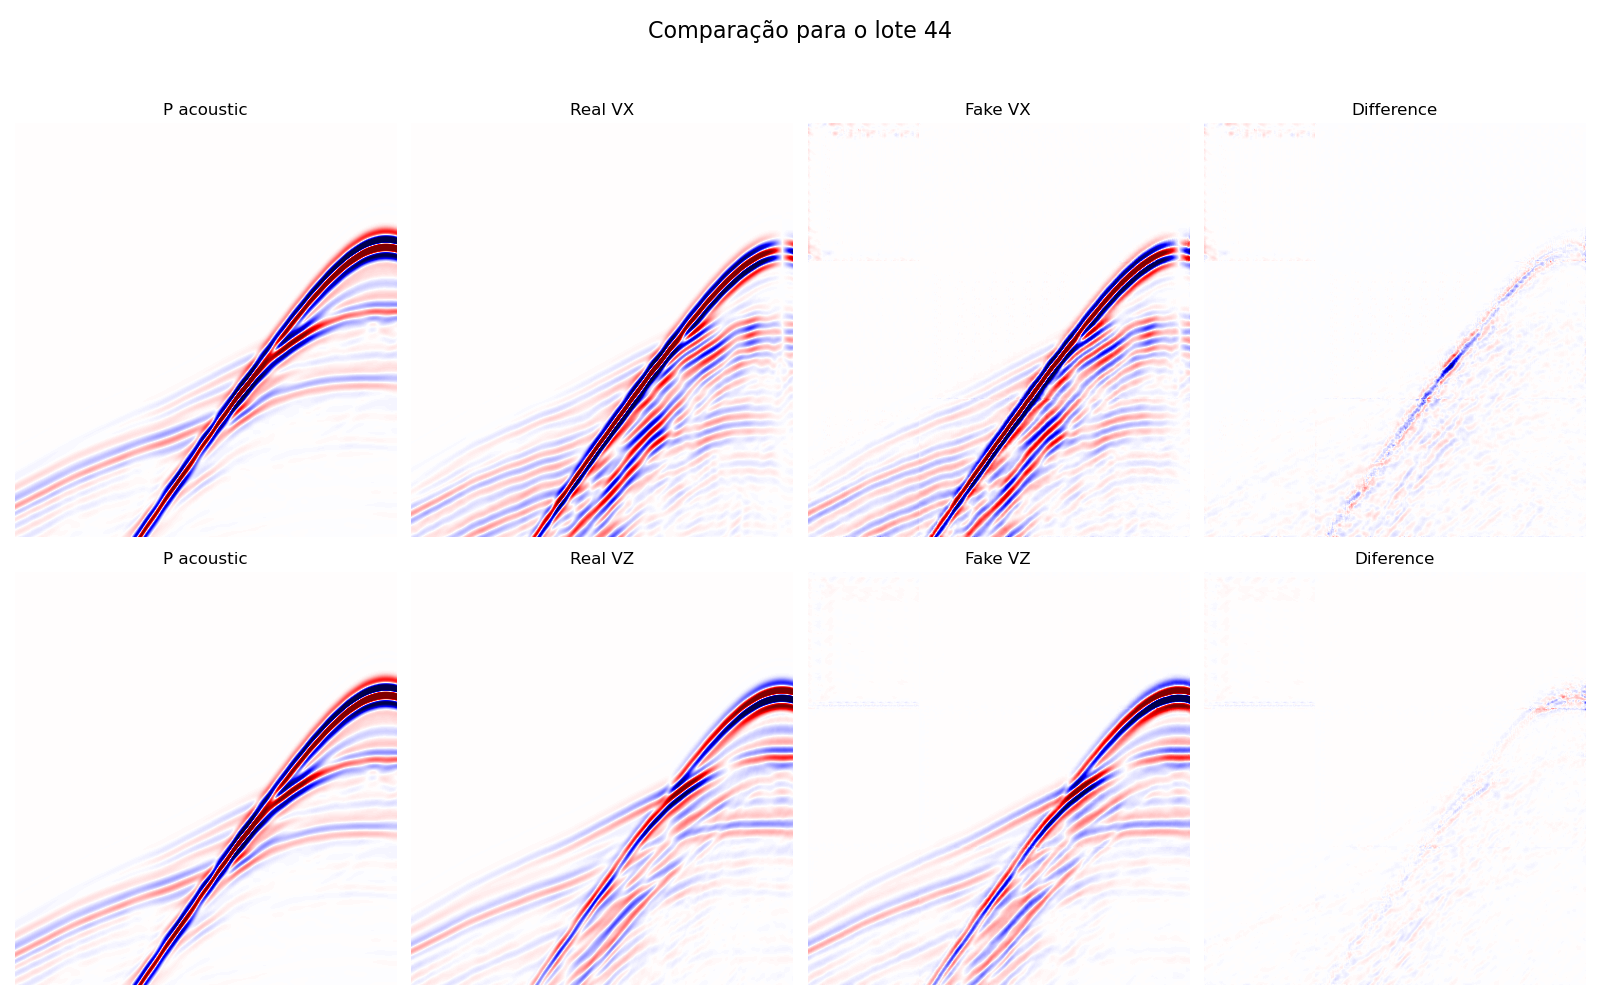 Comparação para o lote 44
P acoustic
Real VX
Fake VX
Difference
P acoustic
Real VZ
Fake VZ
Diference